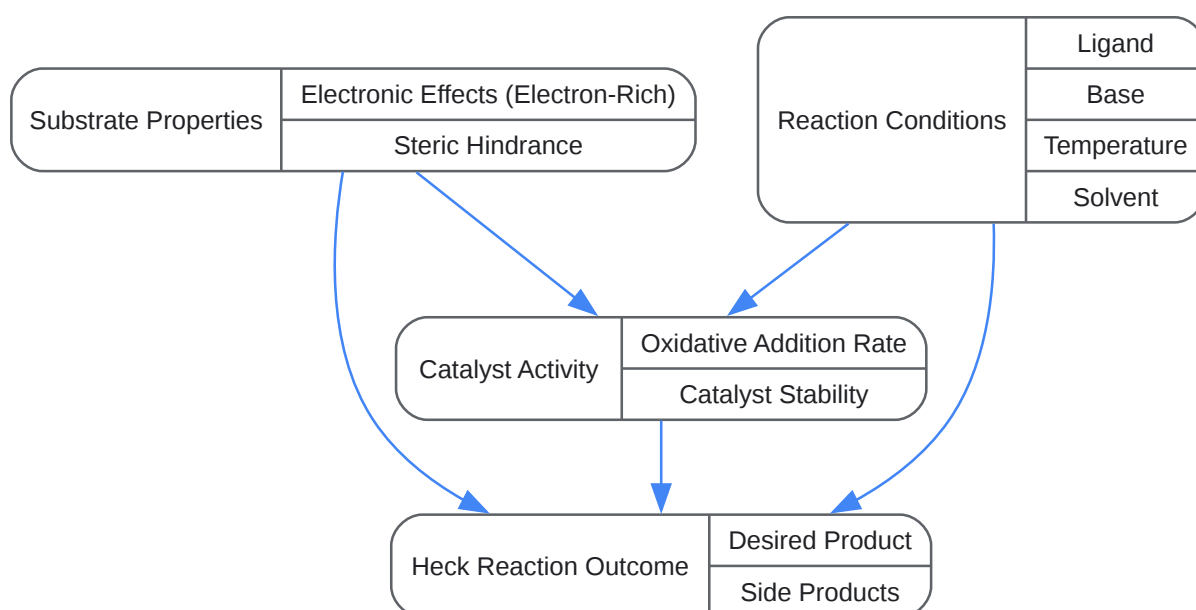 Substrate Properties
Electronic Effects (Electron-Rich)
Steric Hindrance
Reaction Conditions
Ligand
Base
Temperature
Solvent
Catalyst Activity
Oxidative Addition Rate
Catalyst Stability
Heck Reaction Outcome
Desired Product
Side Products